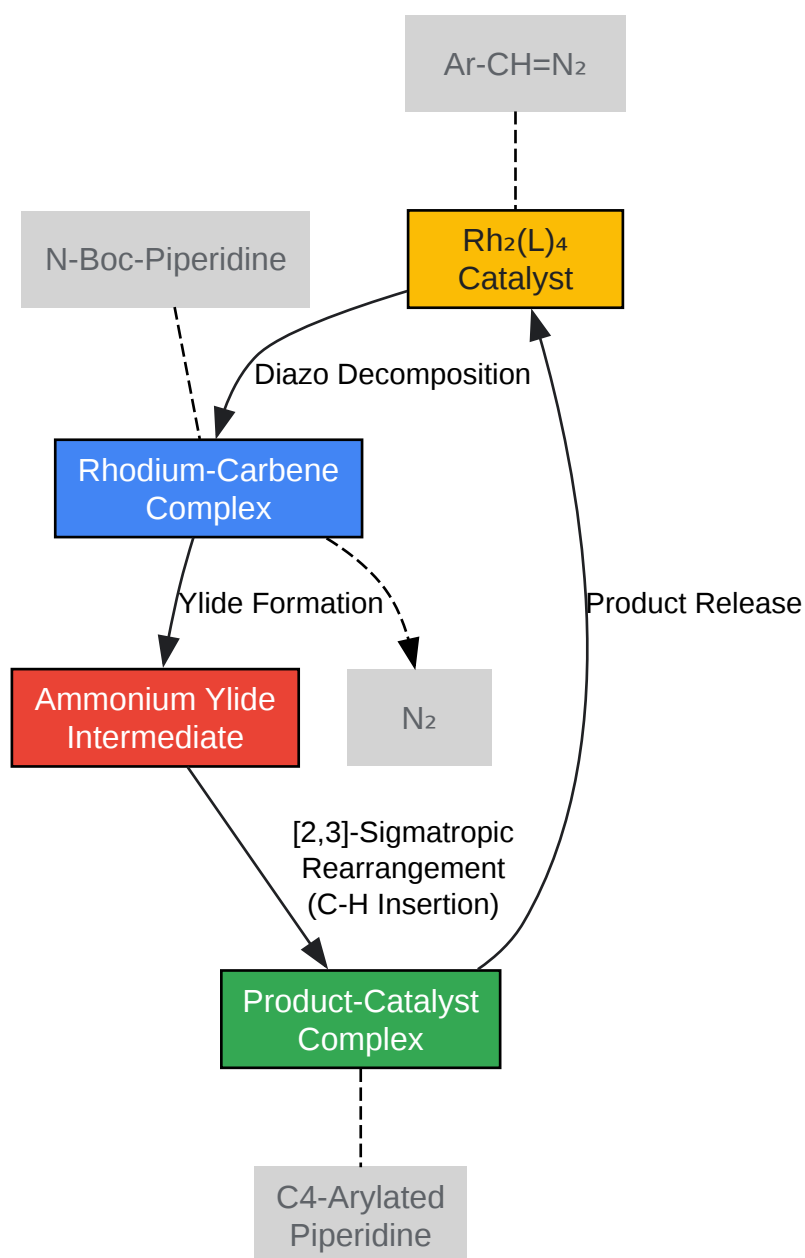 Ar-CH=N₂
N-Boc-Piperidine
Rh₂(L)₄
Catalyst
Diazo Decomposition
Rhodium-Carbene
Complex
Ylide Formation
Product Release
Ammonium Ylide
Intermediate
N₂
[2,3]-Sigmatropic
Rearrangement
(C-H Insertion)
Product-Catalyst
Complex
C4-Arylated
Piperidine